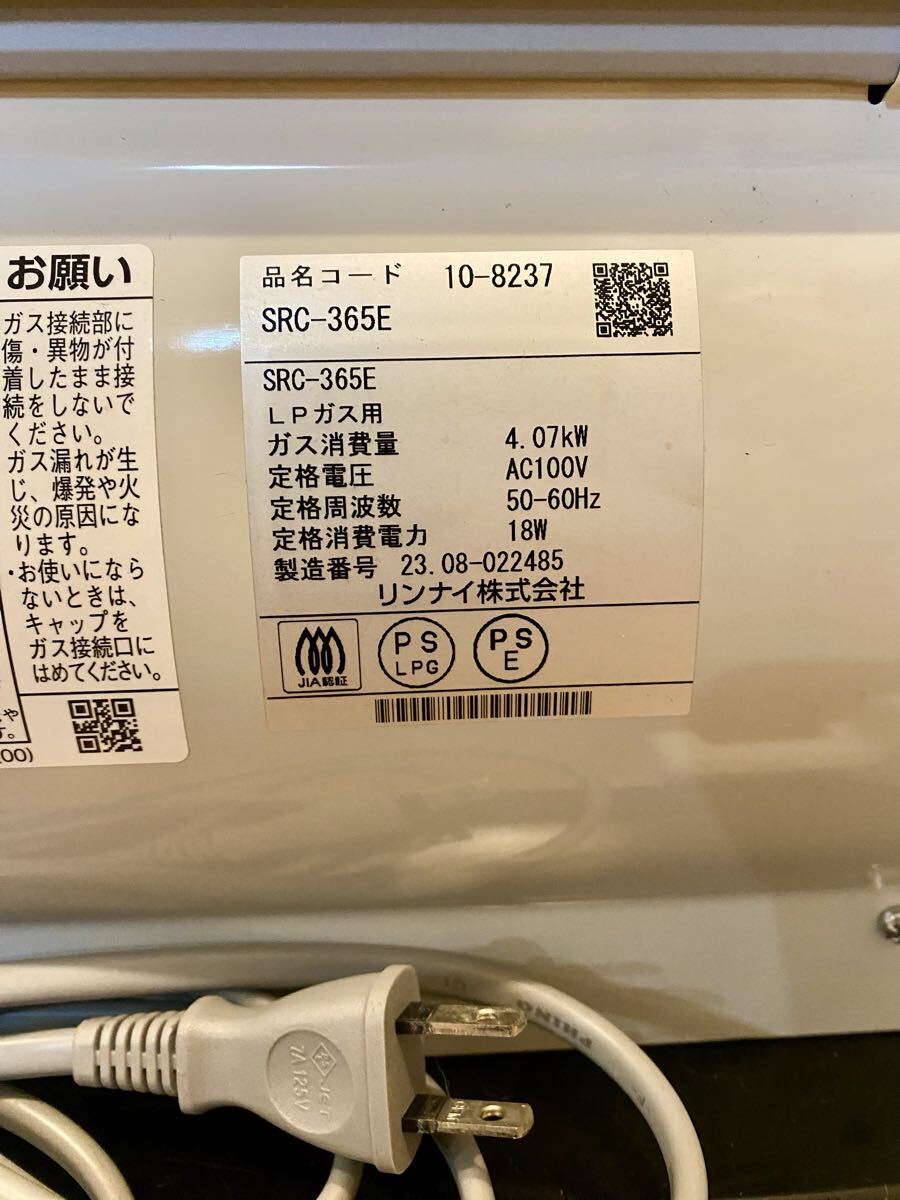 お願い
ガス接続部に
傷・異物が付
着したまま接
続をしないで
ください。
ガス漏れが生
じ、爆発や火
災の原因にな
ります。
・お使いになら
ないときは、
キャップを
ガス接続口に
はめてください。
00)
品名コード 10-8237
SRC-365E
SRC-365E
LPガス用
ガス消費量 4.07kW
定格電圧 AC100V
定格周波数 50-60Hz
定格消費電力 18W
製造番号 23.08-022485
リンナイ株式会社
JIA認証
PS
LPG
PS
E
7A 125V
JET